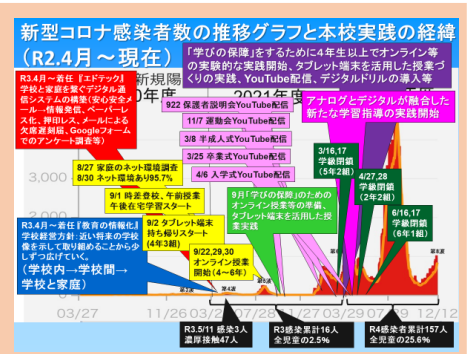 新型コロナ感染者数の推移グラフと本校実践の経緯
(R2.4月～現在)
「学びの保障」をするために4年生以上でオンライン等
の実験的な実践開始、タブレット端末を活用した授業づ
くりの実践、YouTube配信、デジタルドリルの導入等
R3.4月～着任『エドテック』
学校と家庭を繋ぐデジタル通
信システムの構築(安心安全メ
ール→情報発信、ペーパーレ
ス化、押印レス、メールによる
欠席遅刻届、Googleフォーム
でのアンケート調査等)
新規陽
0年度
2021年度
922 保護者説明会YouTube配信
11/7 運動会YouTube配信
3/8 半成人式YouTube配信
3/25 卒業式YouTube配信
4/6 入学式YouTube配信
アナログとデジタルが融合した
新たな学習指導の実践開始
3/16,17
学級閉鎖
(5年2組)
4/27,28
学級閉鎖
(2年2組)
6/16,17
学級閉鎖
(6年1組)
8/27 家庭のネット環境調査
8/30 ネット環境あり95.7%
9/1 時差登校、午前授業
午後在宅学習スタート
9/2 タブレット端末
持ち帰りスタート
(4年3組)
9月「学びの保障」のための
オンライン授業等の準備、
タブレット端末を活用した授
業実践
9/22,29,30
オンライン授業
開始(4～6年)
R3.4月～着任『教育の情報化』
学校経営方針:近い将来の学校
像を示して取り組めることから少
しずつ広げていく。
(学校内→学校間→
学校と家庭)
3,000
2,000
第4波
第5波
03/27
11/26
03/29
07/28
11/27
03/29
08/05
12/12
R3.5/11 感染3人
濃厚接触47人
R3感染累計16人
全児童の2.5%
R4感染者累計157人
全児童の25.6%